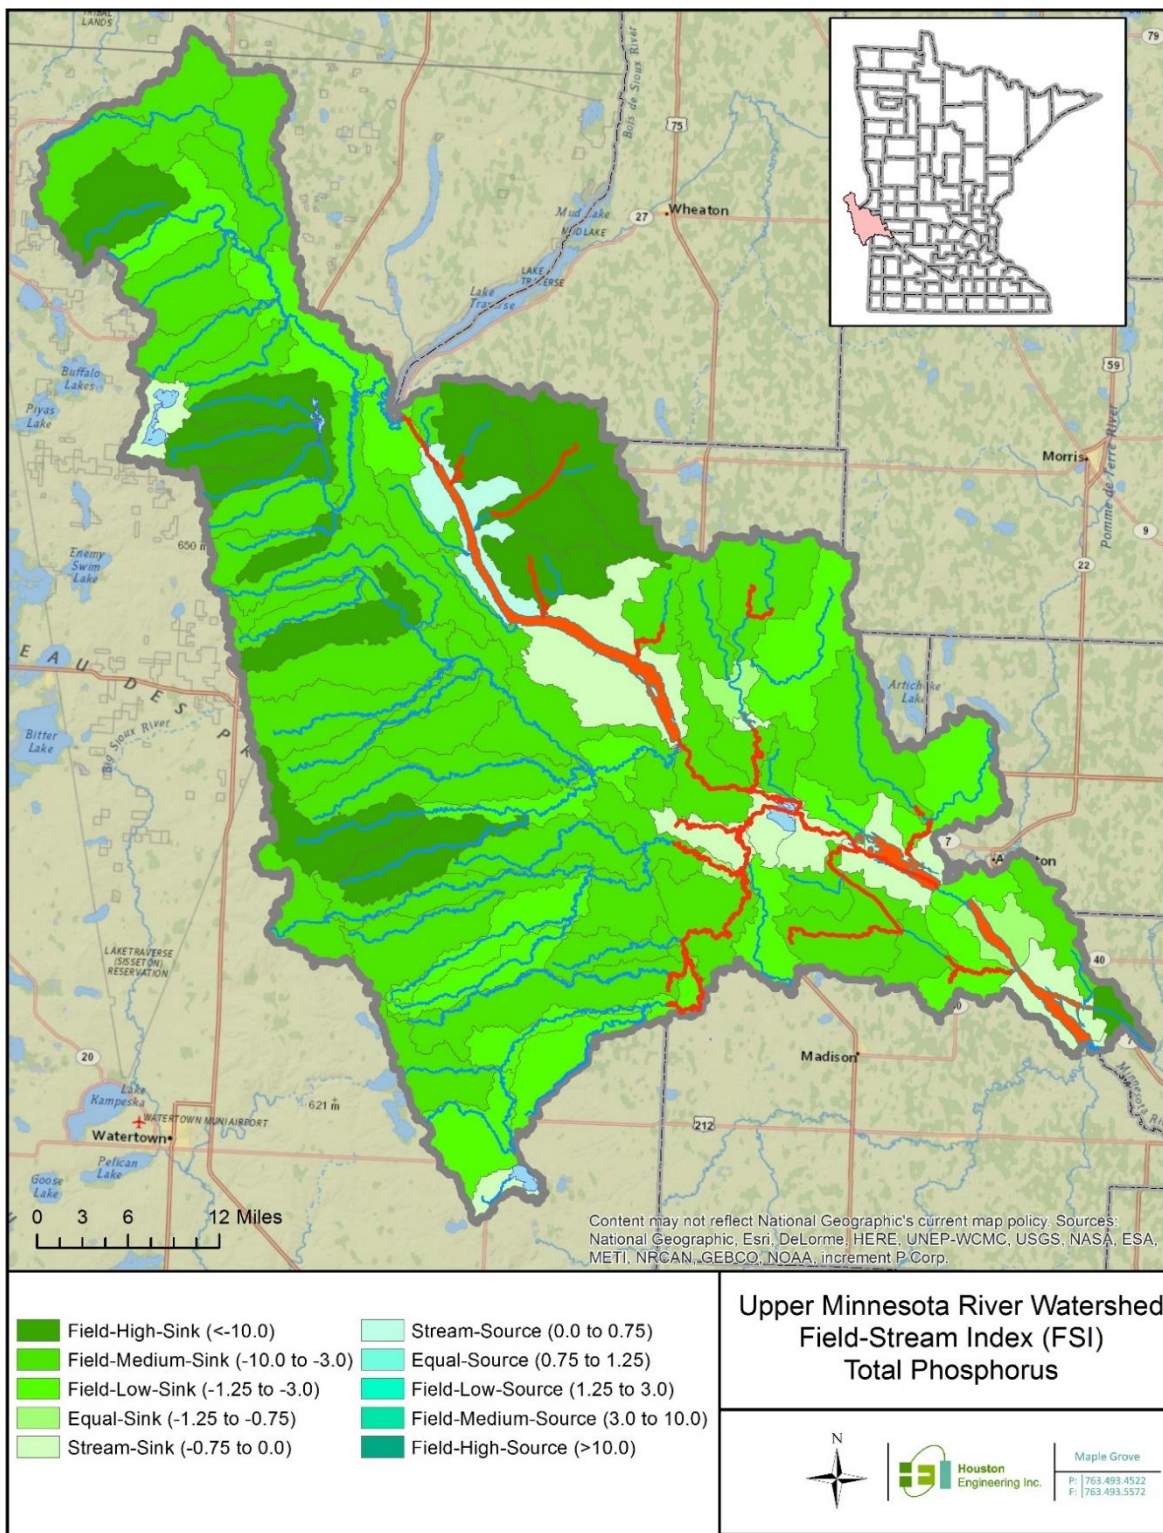 TRIBAL
LANDS
79
Bois de Sioux River
75
Mud Lake
MUD LAKE
27
Wheaton
LAKE
Lake
Traverse
59
Buffalo
Lakes
Piyas
Lake
Morris
Pomme de Terre River
9
650 m
Enemy
Swim
Lake
22
EAU DES
Artichoke
Lake
Big Sioux River
Bitter
Lake
7
LAKE TRAVERSE
(SISSETON)
RESERVATION
40
7
20
Madison
Minnesota
Lake
Kampeska
621 m
WATERTOWN MUNI AIRPORT
Watertown
212
Pelican
Lake
Goose
Lake
0 3 6 12 Miles
Content may not reflect National Geographic's current map policy. Sources:
National Geographic, Esri, DeLorme, HERE, UNEP-WCMC, USGS, NASA, ESA,
METI, NRCAN, GEBCO, NOAA, increment P Corp.
Field-High-Sink (<-10.0)
Field-Medium-Sink (-10.0 to -3.0)
Field-Low-Sink (-1.25 to -3.0)
Equal-Sink (-1.25 to -0.75)
Stream-Sink (-0.75 to 0.0)
Stream-Source (0.0 to 0.75)
Equal-Source (0.75 to 1.25)
Field-Low-Source (1.25 to 3.0)
Field-Medium-Source (3.0 to 10.0)
Field-High-Source (>10.0)
Upper Minnesota River Watershed
Field-Stream Index (FSI)
Total Phosphorus
N
Houston
Engineering Inc.
Maple Grove
P: 763.493.4522
F: 763.493.5572